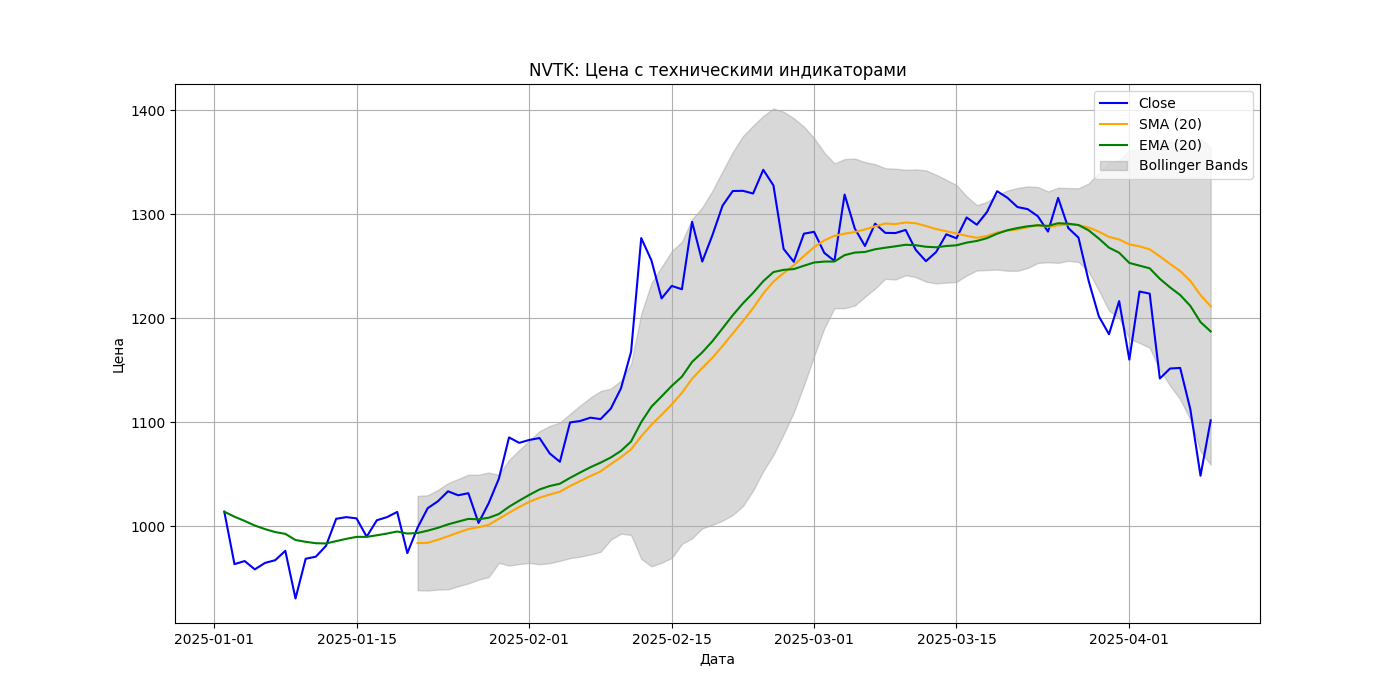 NVTK: Цена с техническими индикаторами
Close
SMA (20)
EMA (20)
Bollinger Bands
Цена
1400
1300
1200
1100
1000
2025-01-01
2025-01-15
2025-02-01
2025-02-15
2025-03-01
2025-03-15
2025-04-01
Дата